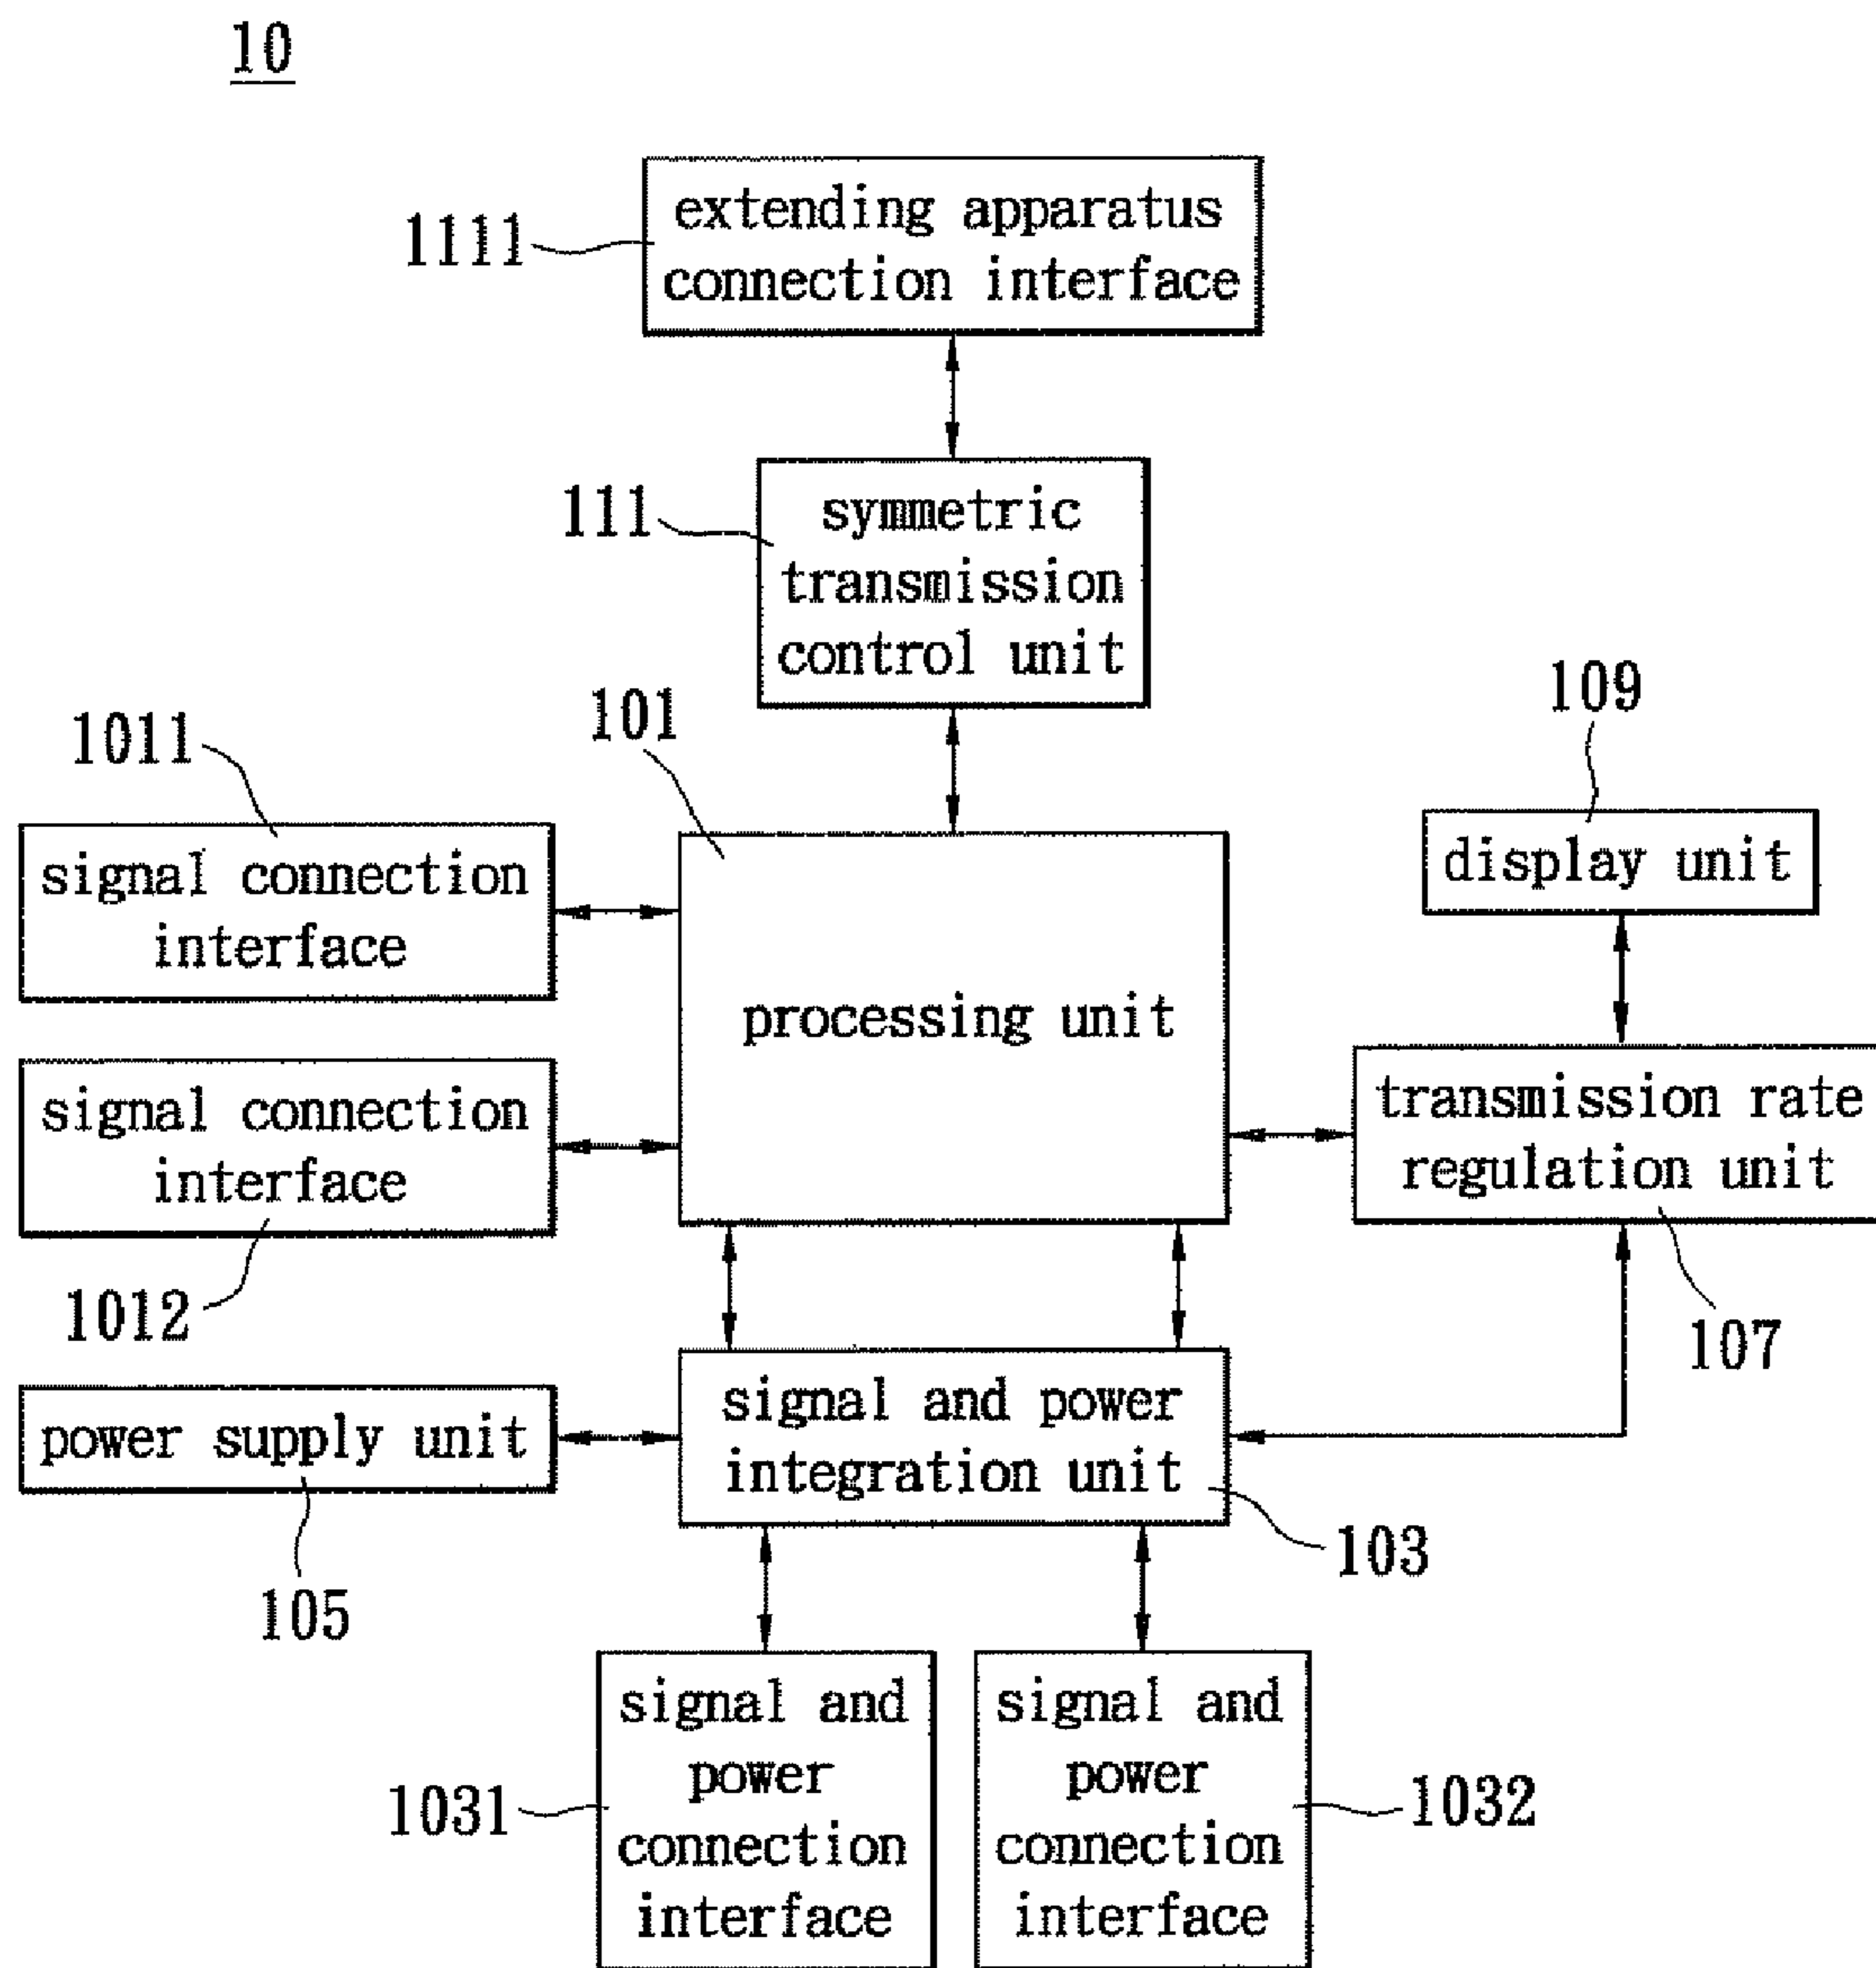 10
extending apparatus
connection interface
1111
symmetric
transmission
control unit
111
101
109
1011
signal connection
interface
display unit
processing unit
signal connection
interface
transmission rate
regulation unit
1012
107
signal and power
integration unit
power supply unit
103
105
signal and
power
connection
interface
signal and
power
connection
interface
1031
1032